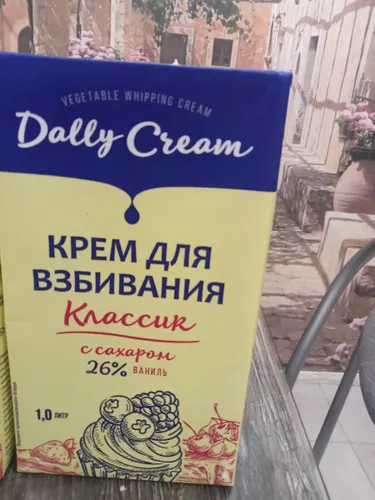 VEGETABLE WHIPPING CREAM
Dally Cream
КРЕМ ДЛЯ
ВЗБИВАНИЯ
Классик
с сахаром
26% ВАНИЛЬ
1,0 ЛИТР